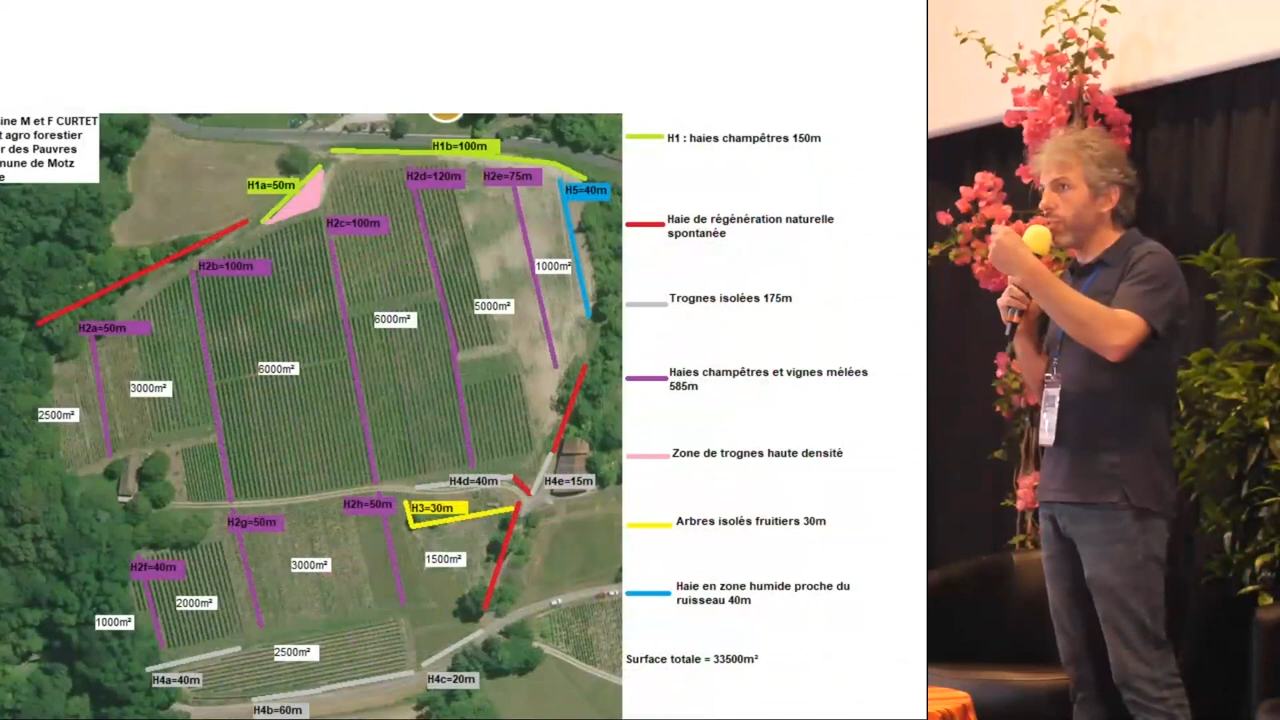 ine M et F CURTET
t agro forestier
r des Pauvres
mune de Motz
e
H1b=100m
H1a=50m
H2d=120m
H2e=75m
H5=40m
H2c=100m
H2b=100m
1000m²
5000m²
6000m²
H2a=50m
6000m²
3000m²
2500m²
H4d=40m
H4e=15m
H2h=50m
H3=30m
H2g=50m
1500m²
3000m²
H2f=40m
2000m²
1000m²
2500m²
H4a=40m
H4c=20m
H4b=60m
H1 : haies champêtres 150m
Haie de régénération naturelle
spontanée
Trognes isolées 175m
Haies champêtres et vignes mélées
585m
Zone de trognes haute densité
Arbres isolés fruitiers 30m
Haie en zone humide proche du
ruisseau 40m
Surface totale = 33500m²